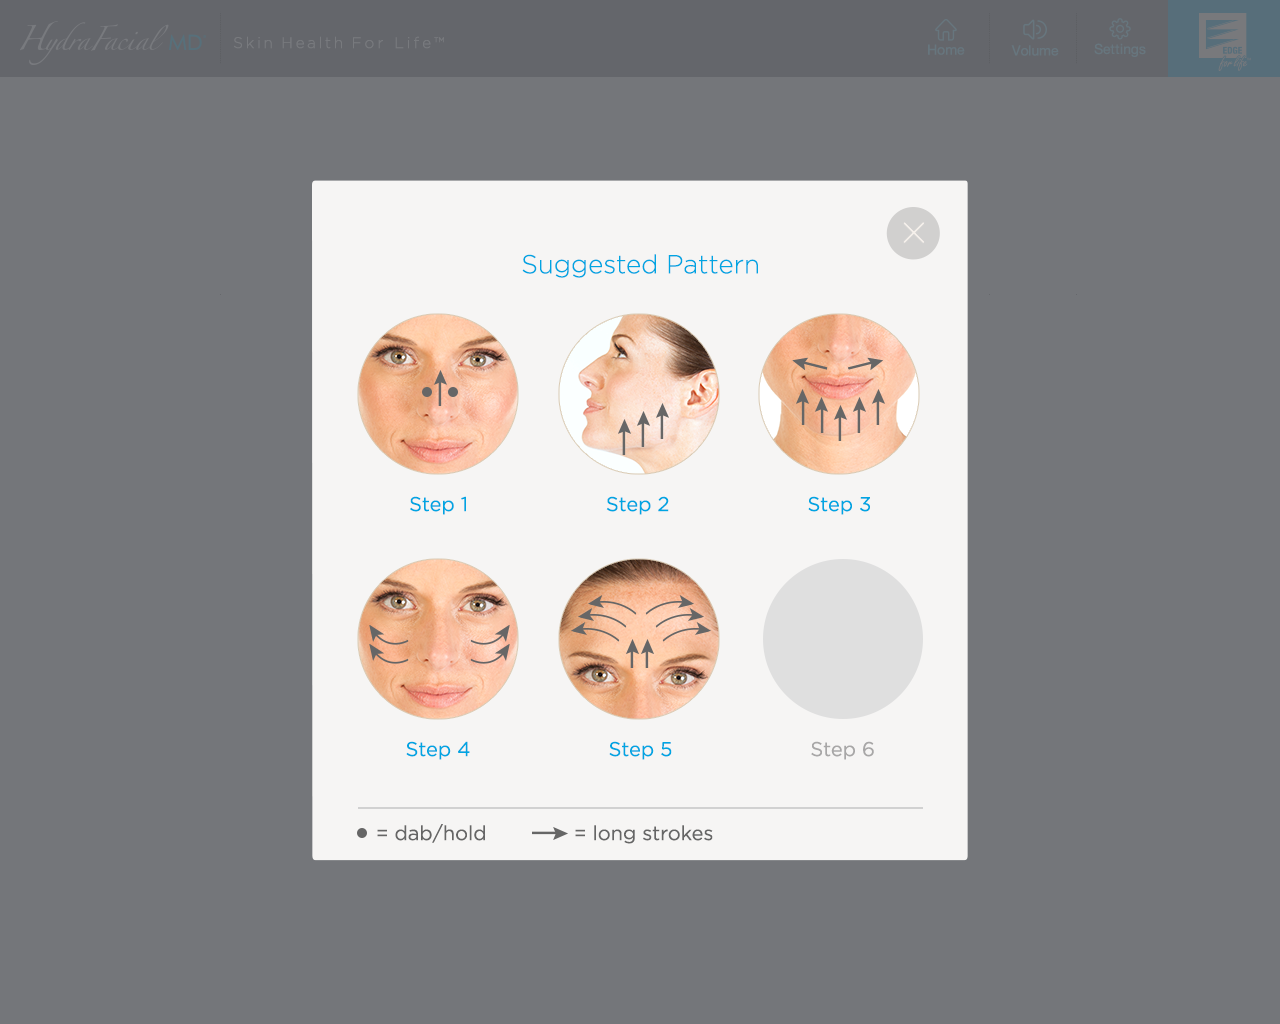 HydraFacial MD
Skin Health For Life™
Home
Volume
Settings
EDGE
for life™
Suggested Pattern
Step 1
Step 2
Step 3
Step 4
Step 5
Step 6
= dab/hold
= long strokes